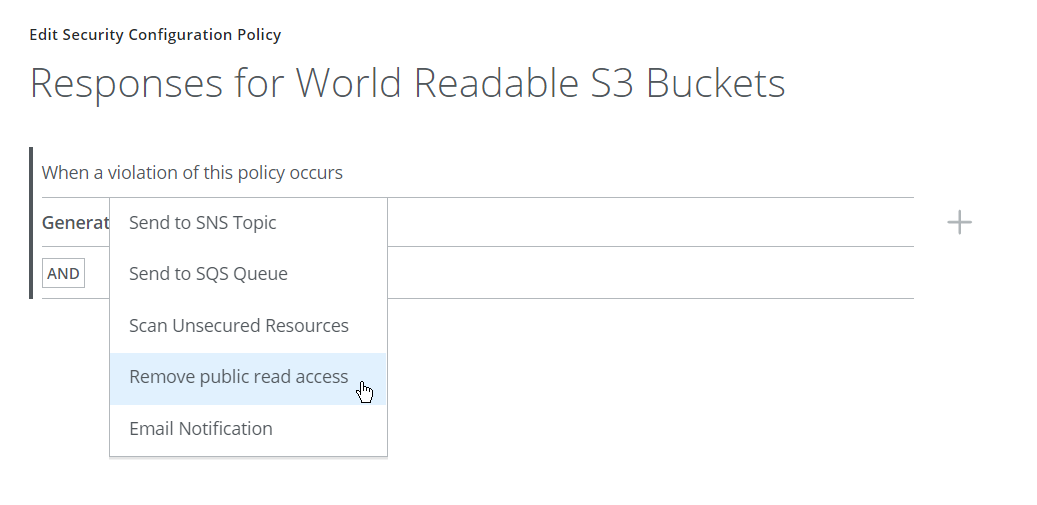 Edit Security Configuration Policy
Responses for World Readable S3 Buckets
When a violation of this policy occurs
Generat
Send to SNS Topic
AND
Send to SQS Queue
Scan Unsecured Resources
Remove public read access
Email Notification